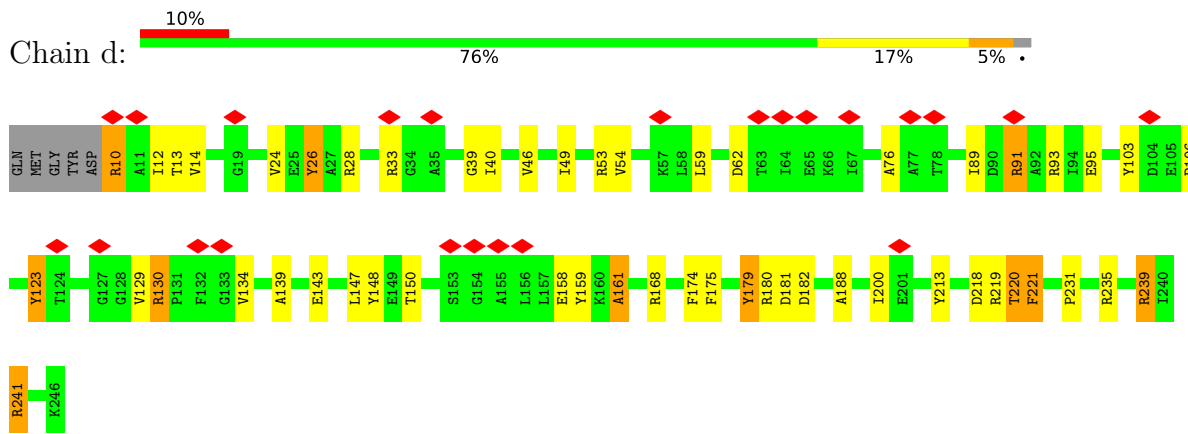 10%
Chain d:
76% 17% 5% •
GLN MET GLY TYR ASP R10 A11 I12 T13 V14 G19 V24 E25 Y26 A27 R28 R33 G34 A35 G39 I40 V46 I49 R53 V54 K57 L58 L59 D62 T63 I64 E65 K66 I67 A76 A77 T78 I89 D90 R91 A92 R93 I94 E95 Y103 D104 E105
Y123 T124 G127 G128 V129 R130 P131 F132 G133 V134 A139 E143 L147 Y148 E149 T150 S153 G154 A155 L156 L157 E158 Y159 K160 A161 R168 F174 F175 Y179 R180 D181 D182 A188 I200 E201 Y213 D218 R219 T220 F221 P231 R235 R239 I240
R241 K246